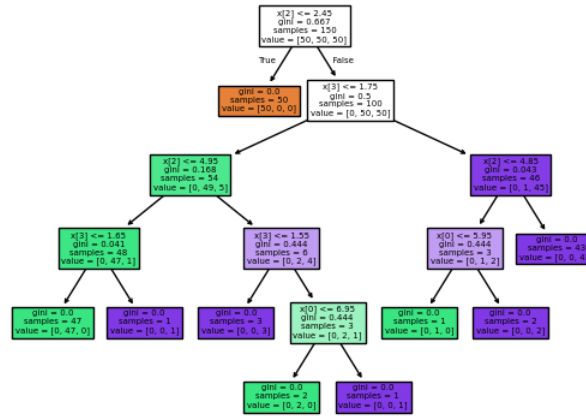 x[2] <= 2.45
gini = 0.667
samples = 150
value = [50, 50, 50]
True
False
gini = 0.0
samples = 50
value = [50, 0, 0]
x[3] <= 1.75
gini = 0.5
samples = 100
value = [0, 50, 50]
x[2] <= 4.95
gini = 0.168
samples = 54
value = [0, 49, 5]
x[2] <= 4.85
gini = 0.043
samples = 46
value = [0, 1, 45]
x[3] <= 1.65
gini = 0.041
samples = 48
value = [0, 47, 1]
x[3] <= 1.55
gini = 0.444
samples = 6
value = [0, 2, 4]
x[0] <= 5.95
gini = 0.444
samples = 3
value = [0, 1, 2]
gini = 0.0
samples = 43
value = [0, 0, 4
gini = 0.0
samples = 47
value = [0, 47, 0]
gini = 0.0
samples = 1
value = [0, 0, 1]
gini = 0.0
samples = 3
value = [0, 0, 3]
x[0] <= 6.95
gini = 0.444
samples = 3
value = [0, 2, 1]
gini = 0.0
samples = 1
value = [0, 1, 0]
gini = 0.0
samples = 2
value = [0, 0, 2]
gini = 0.0
samples = 2
value = [0, 2, 0]
gini = 0.0
samples = 1
value = [0, 0, 1]